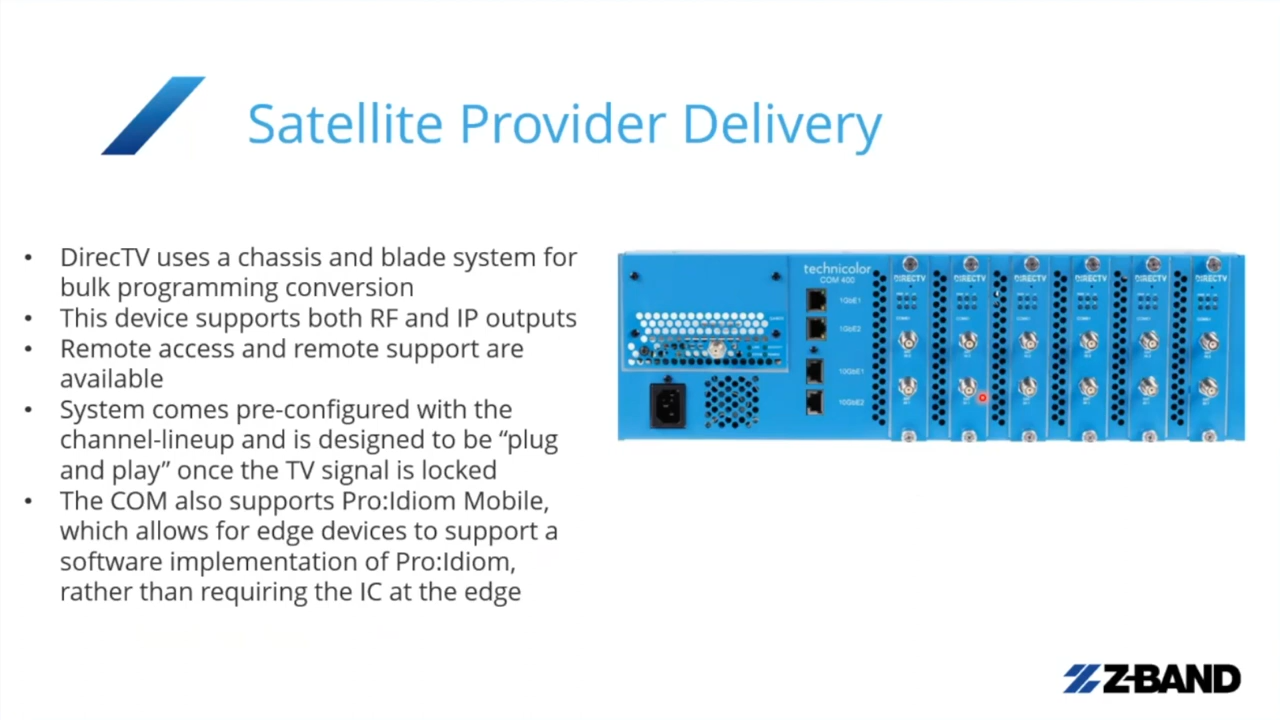 Satellite Provider Delivery
• DirecTV uses a chassis and blade system for
bulk programming conversion
• This device supports both RF and IP outputs
• Remote access and remote support are
available
• System comes pre-configured with the
channel-lineup and is designed to be “plug
and play” once the TV signal is locked
• The COM also supports Pro:Idiom Mobile,
which allows for edge devices to support a
software implementation of Pro:Idiom,
rather than requiring the IC at the edge
technicolor
COM 400
1GbE1
1GbE2
10GbE1
10GbE2
DIRECTV
DIRECTV
DIRECTV
DIRECTV
DIRECTV
DIRECTV
Z-BAND